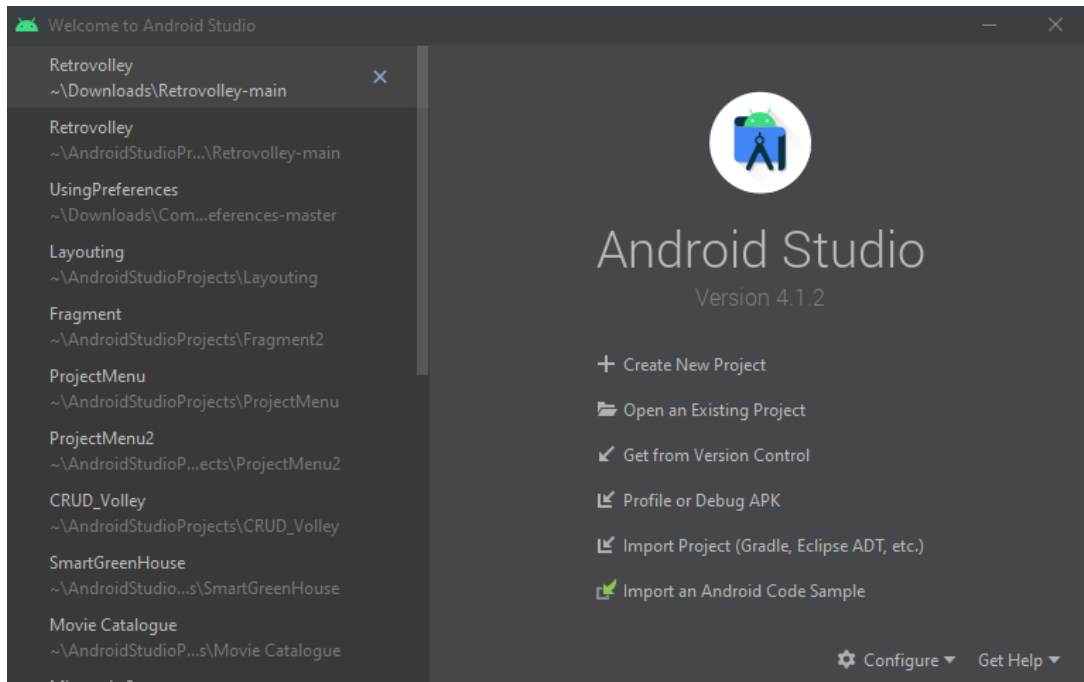 Welcome to Android Studio
Retrovolley
~\Downloads\Retrovolley-main
Retrovolley
~\AndroidStudioPr...\Retrovolley-main
UsingPreferences
~\Downloads\Com...eferences-master
Layouting
~\AndroidStudioProjects\Layouting
Fragment
~\AndroidStudioProjects\Fragment2
ProjectMenu
~\AndroidStudioProjects\ProjectMenu
ProjectMenu2
~\AndroidStudioP...ects\ProjectMenu2
CRUD_Volley
~\AndroidStudioProjects\CRUD_Volley
SmartGreenHouse
~\AndroidStudio...s\SmartGreenHouse
Movie Catalogue
~\AndroidStudioP...s\Movie Catalogue
Android Studio
Version 4.1.2
Create New Project
Open an Existing Project
Get from Version Control
Profile or Debug APK
Import Project (Gradle, Eclipse ADT, etc.)
Import an Android Code Sample
Configure
Get Help